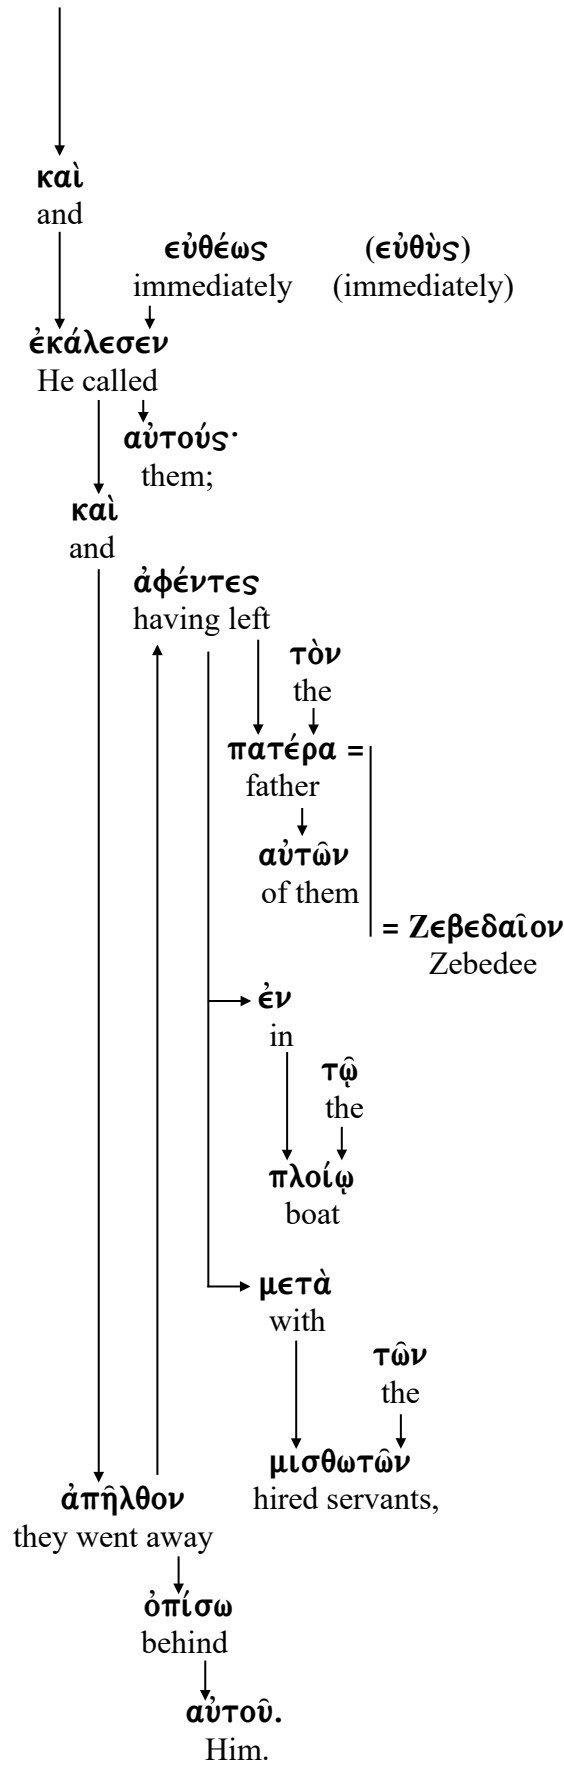 καὶ
and
εὐθέως (εὐθὺς)
immediately (immediately)
ἐκάλεσεν
He called
αὐτούς·
them;
καὶ
and
ἀφέντες
having left
τὸν
the
πατέρα =
father
αὐτῶν
of them
= Ζεβεδαῖον
Zebedee
ἐν
in
τῷ
the
πλοίῳ
boat
μετὰ
with
τῶν
the
μισθωτῶν
hired servants,
ἀπῆλθον
they went away
ὀπίσω
behind
αὐτοῦ.
Him.